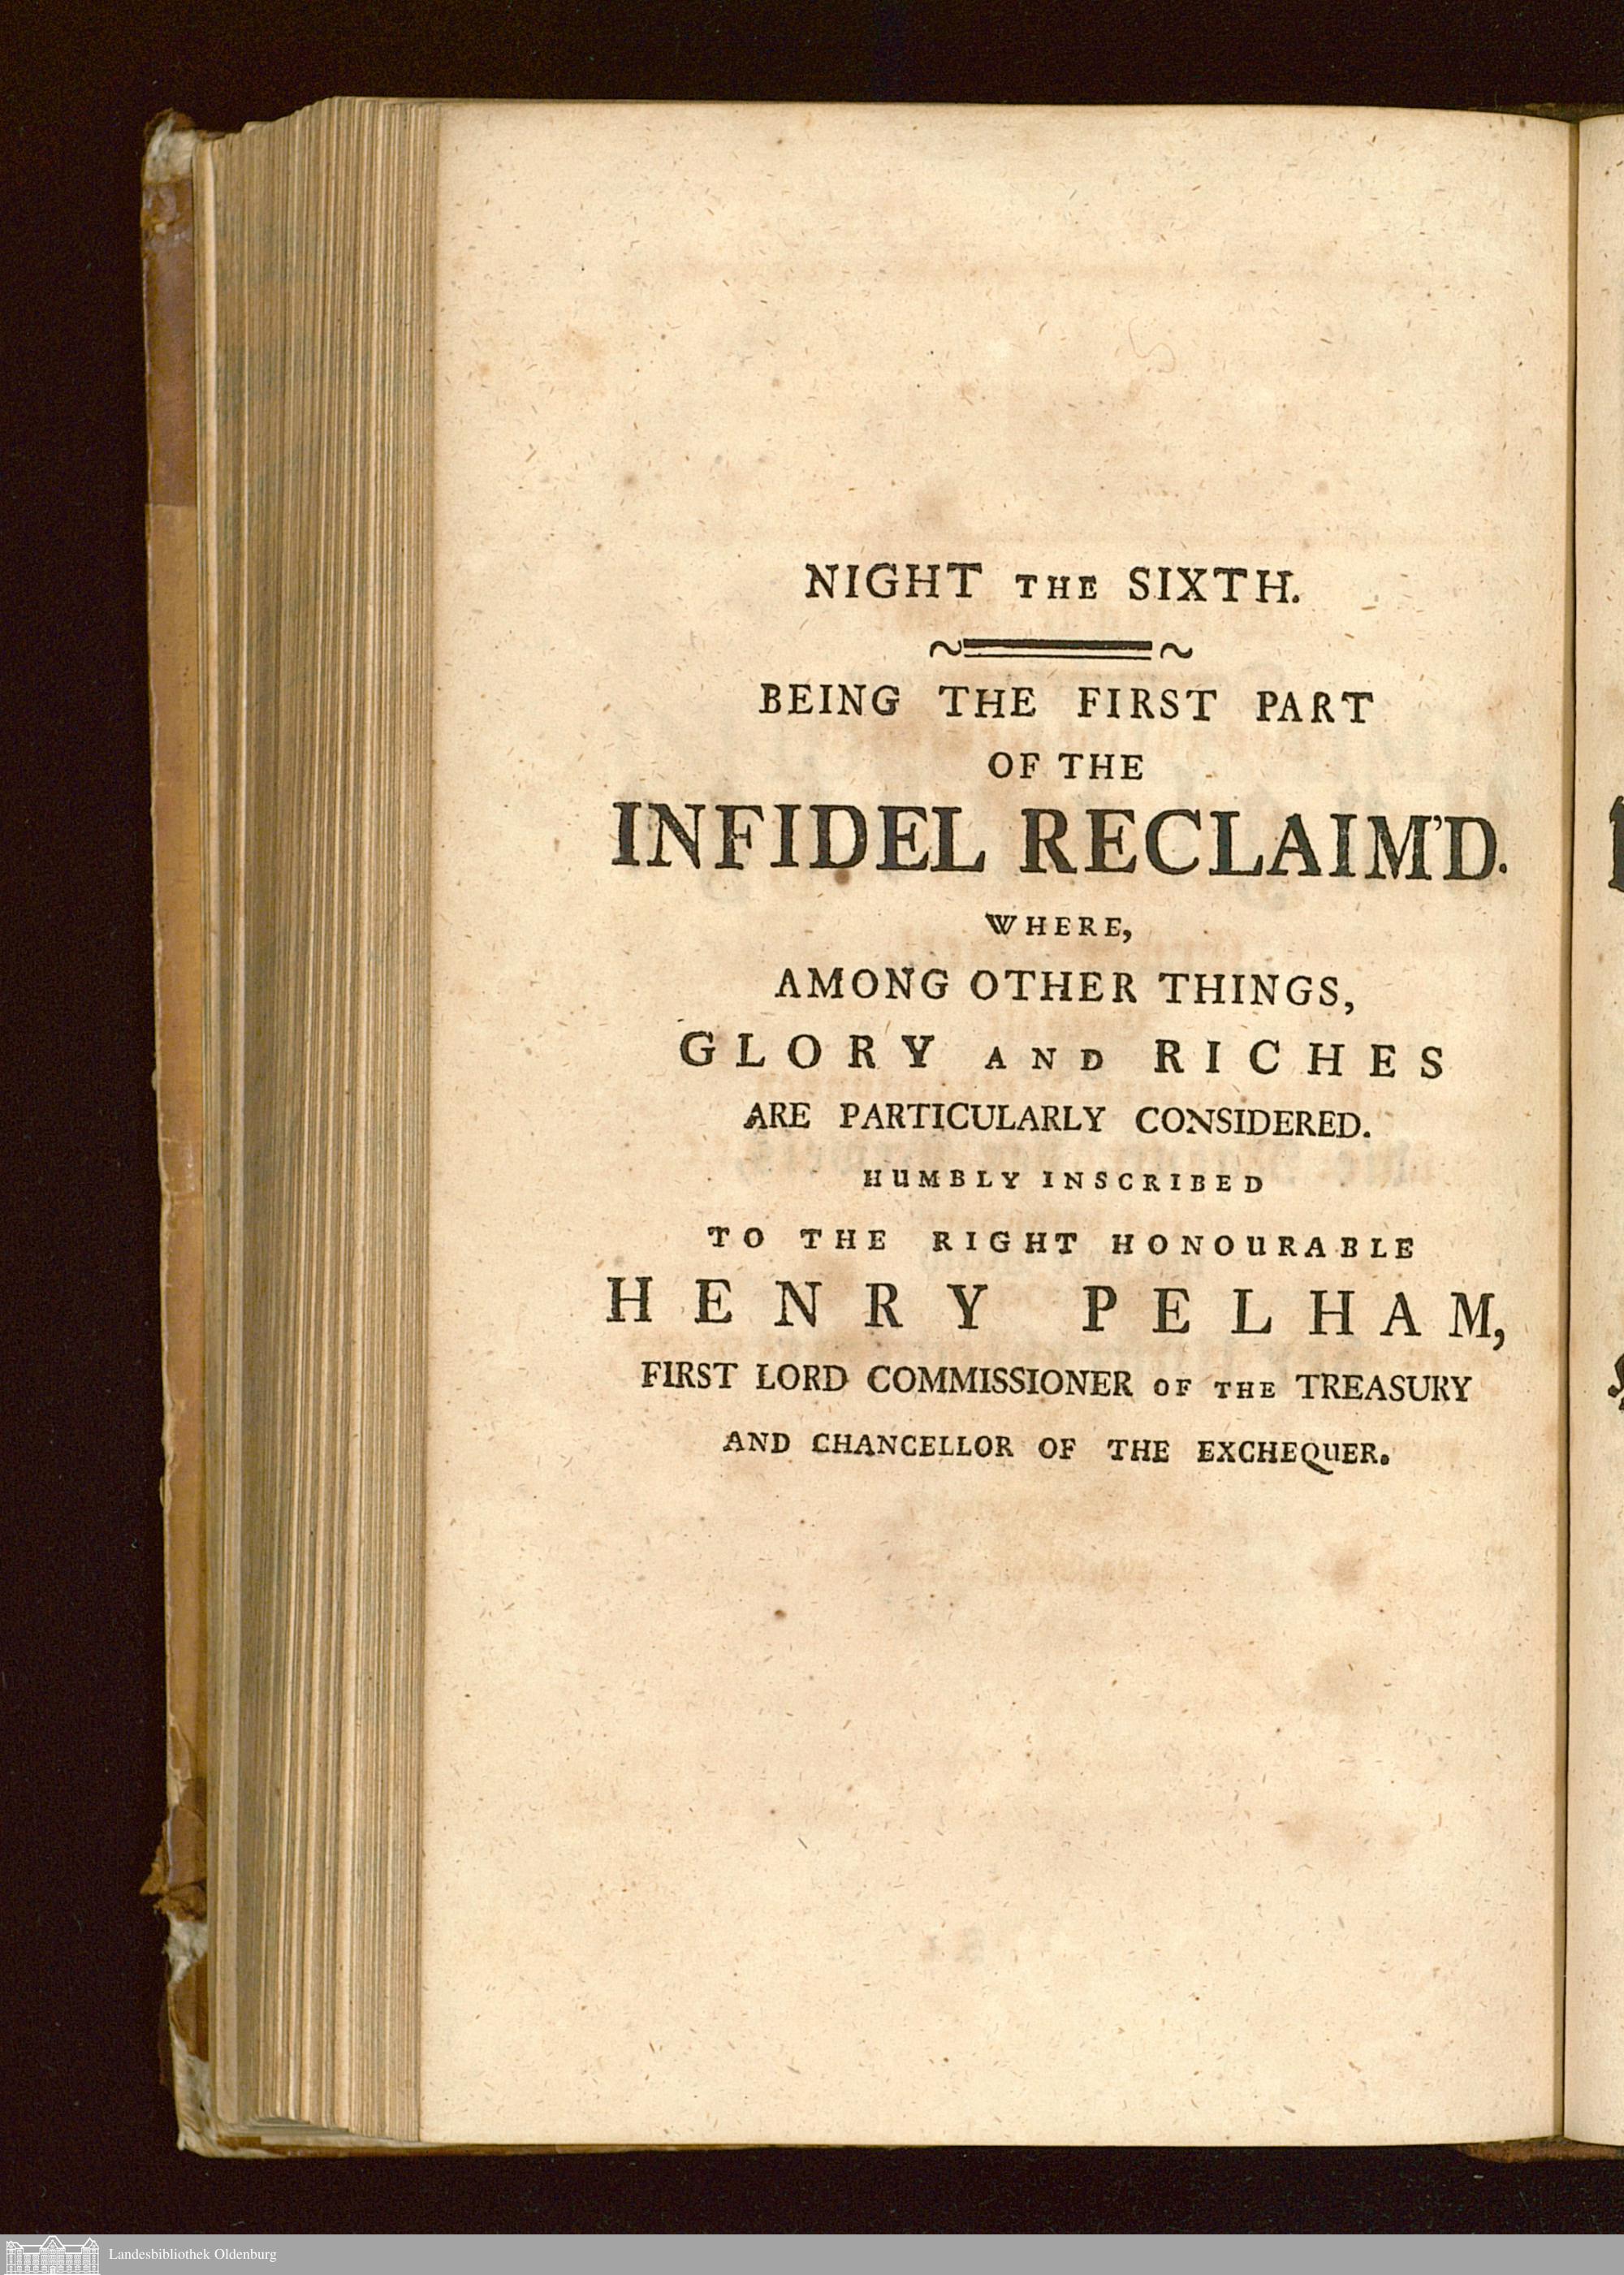 NIGHT THE SIXTH.
BEING THE FIRST PART
OF THE
INFIDEL RECLAIM'D.
WHERE,
AMONG OTHER THINGS,
GLORY AND RICHES
ARE PARTICULARLY CONSIDERED.
HUMBLY INSCRIBED
TO THE RIGHT HONOURABLE
HENRY PELHAM,
FIRST LORD COMMISSIONER OF THE TREASURY
AND CHANCELLOR OF THE EXCHEQUER.
Landesbibliothek Oldenburg